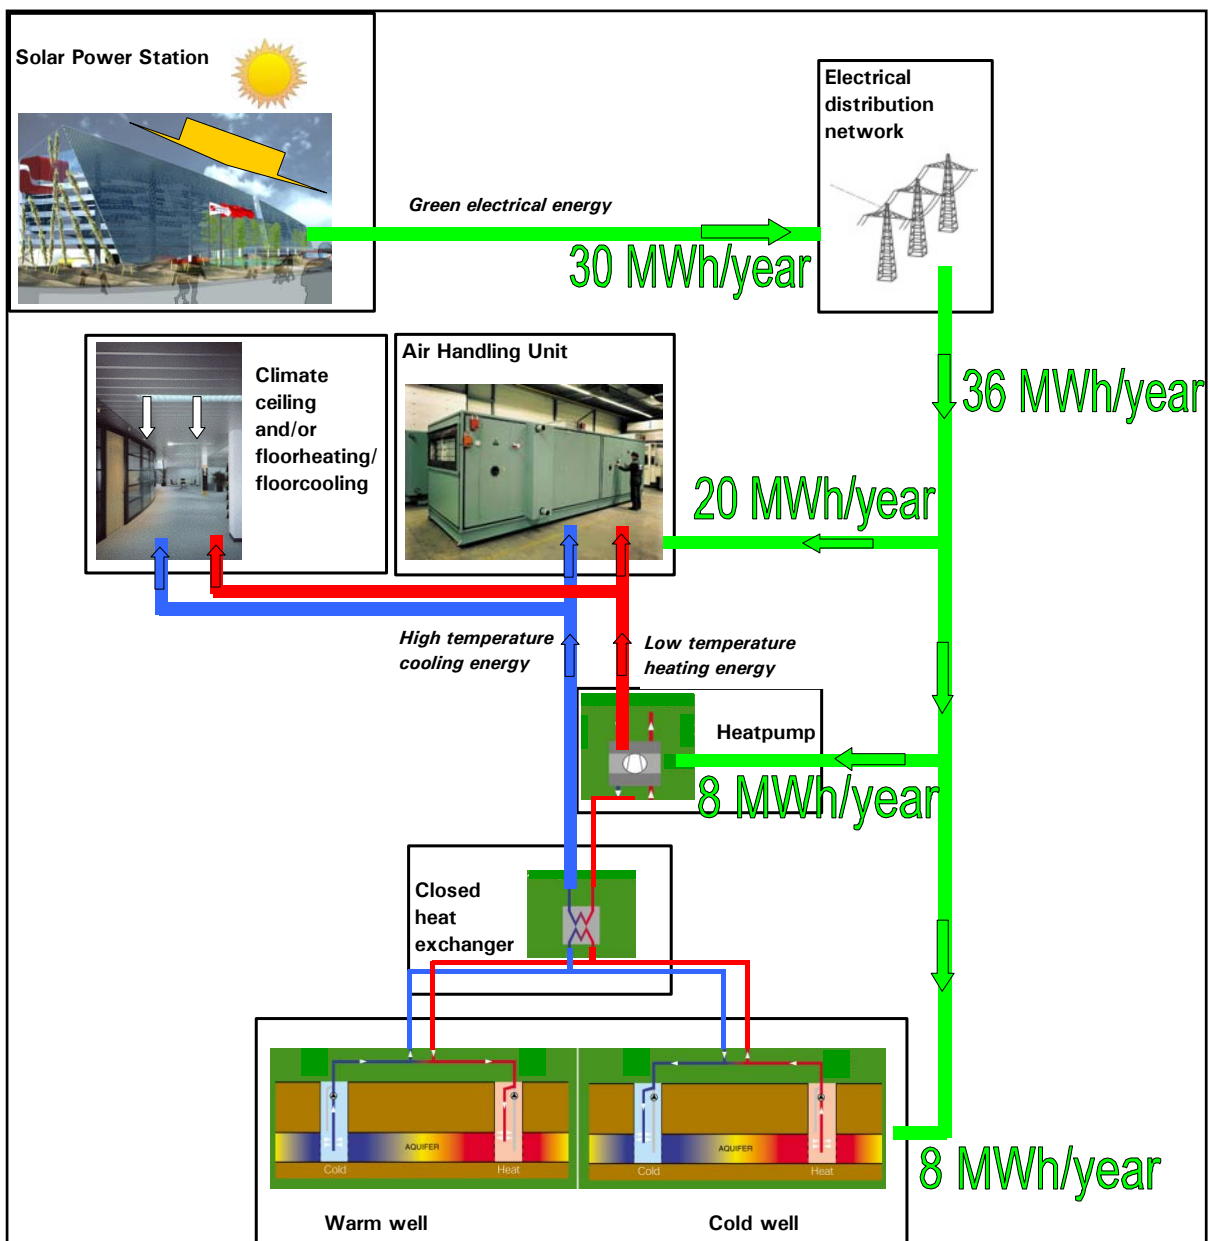 Solar Power Station
Electrical
distribution
network
Green electrical energy
30 MWh/year
Climate
ceiling
and/or
floorheating/
floorcooling
Air Handling Unit
36 MWh/year
20 MWh/year
High temperature
cooling energy
Low temperature
heating energy
Heatpump
8 MWh/year
Closed
heat
exchanger
AQUIFER
Cold
Heat
AQUIFER
Cold
Heat
8 MWh/year
Warm well
Cold well